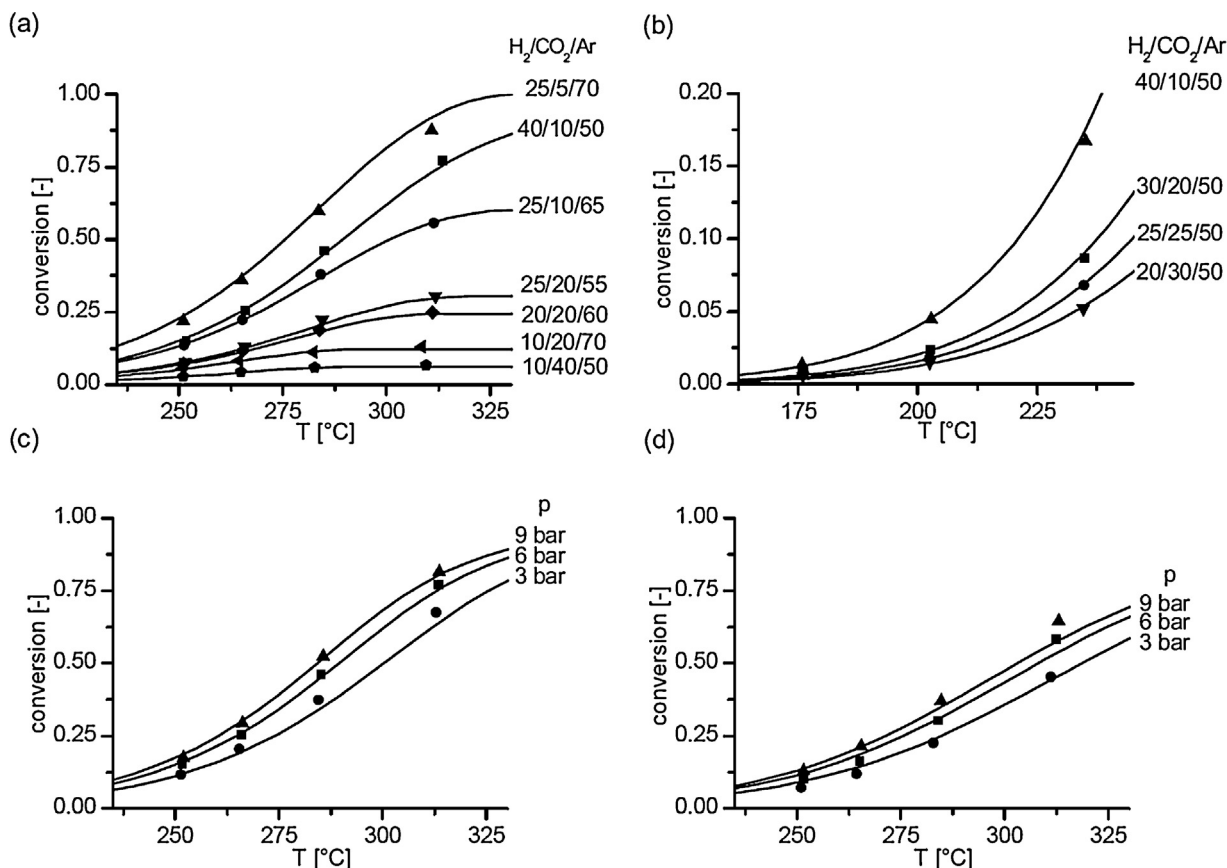 (a)
H₂/CO₂/Ar
25/5/70
40/10/50
25/10/65
25/20/55
20/20/60
10/20/70
10/40/50
1.00
0.75
0.50
0.25
0.00
conversion [-]
250 275 300 325
T [°C]
(b)
H₂/CO₂/Ar
40/10/50
30/20/50
25/25/50
20/30/50
0.20
0.15
0.10
0.05
0.00
conversion [-]
175 200 225
T [°C]
(c)
p
9 bar
6 bar
3 bar
1.00
0.75
0.50
0.25
0.00
conversion [-]
250 275 300 325
T [°C]
(d)
p
9 bar
6 bar
3 bar
1.00
0.75
0.50
0.25
0.00
conversion [-]
250 275 300 325
T [°C]